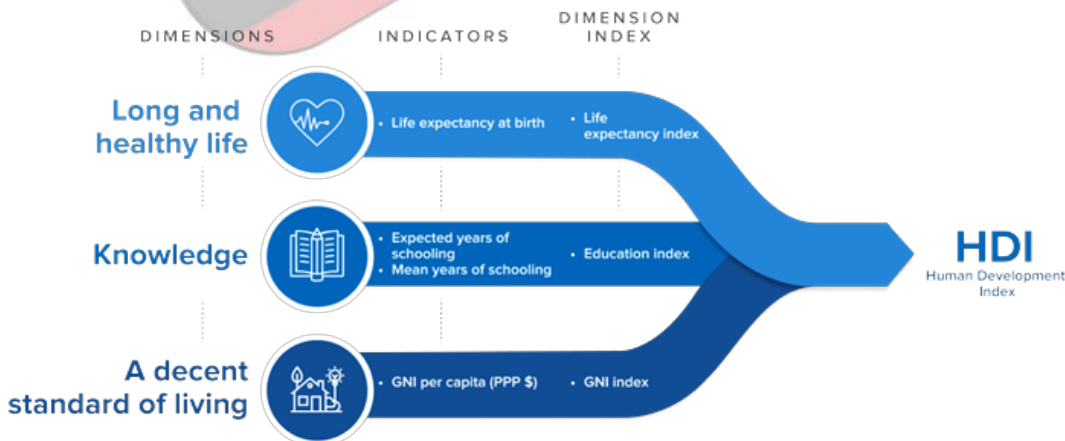 DIMENSIONS
INDICATORS
DIMENSION
INDEX
Long and
healthy life
• Life expectancy at birth
• Life
expectancy index
Knowledge
• Expected years of
schooling
• Mean years of schooling
• Education index
HDI
Human Development
Index
A decent
standard of living
• GNI per capita (PPP $)
• GNI index